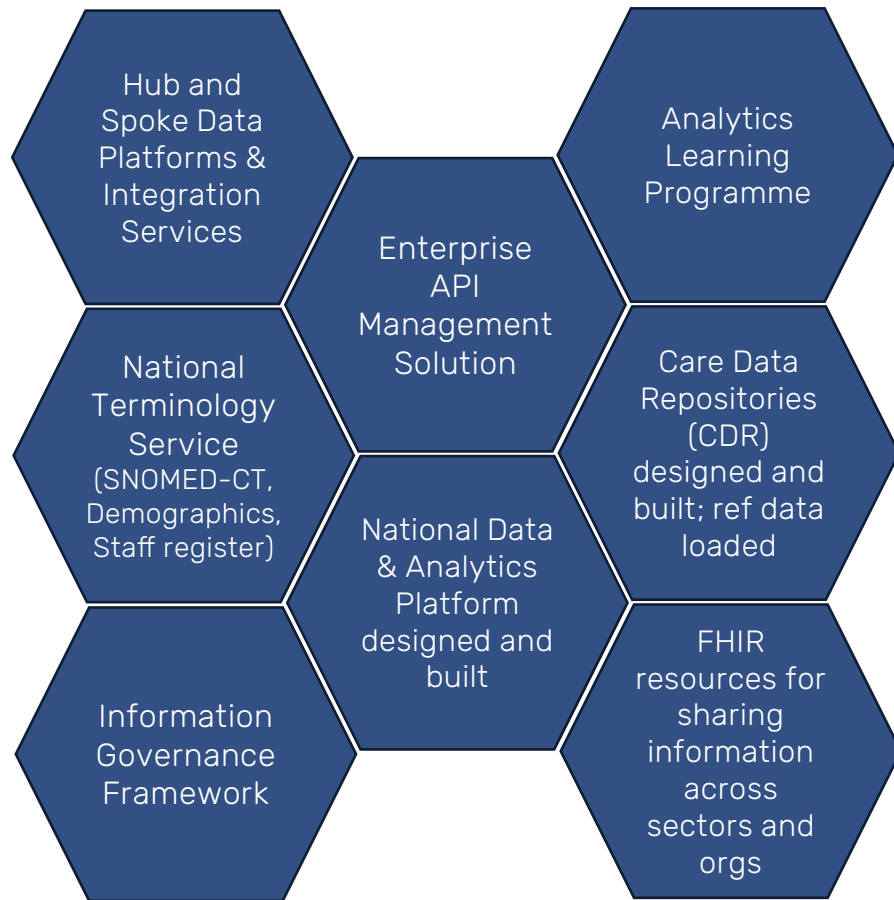 Hub and
Spoke Data
Platforms &
Integration
Services
Analytics
Learning
Programme
Enterprise
API
Management
Solution
National
Terminology
Service
(SNOMED-CT,
Demographics,
Staff register)
Care Data
Repositories
(CDR)
designed and
built; ref data
loaded
National Data
& Analytics
Platform
designed and
built
Information
Governance
Framework
FHIR
resources for
sharing
information
across
sectors and
orgs